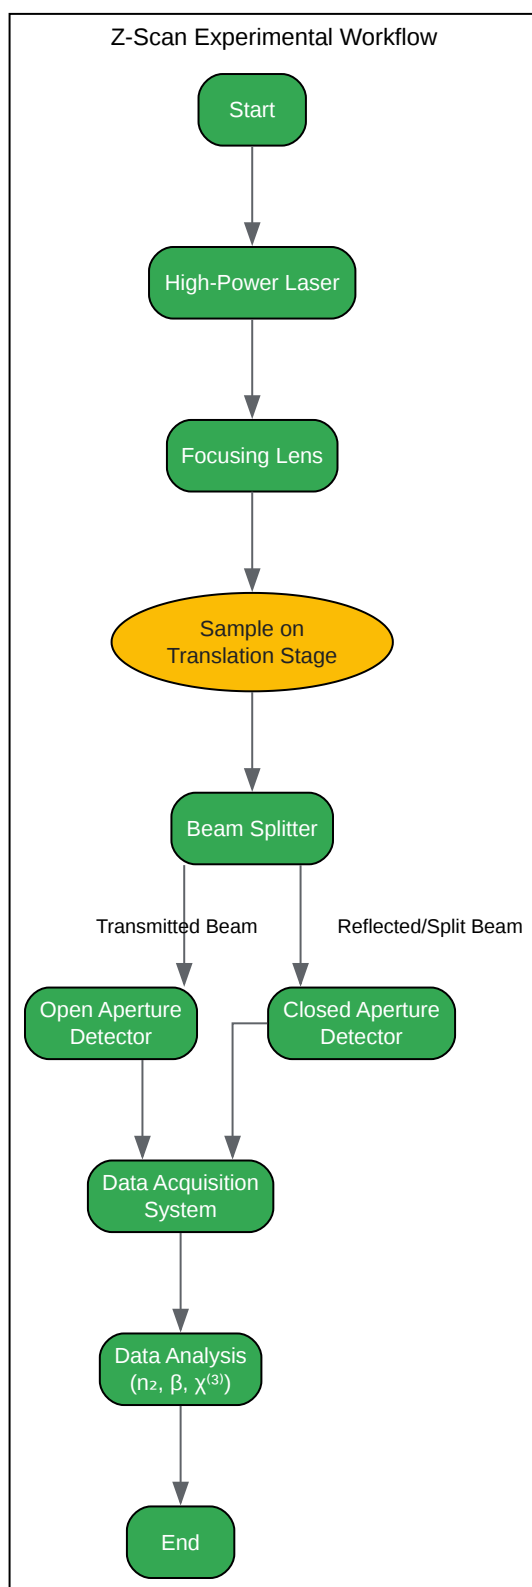 Z-Scan Experimental Workflow
Start
High-Power Laser
Focusing Lens
Sample on
Translation Stage
Beam Splitter
Transmitted Beam
Reflected/Split Beam
Open Aperture
Detector
Closed Aperture
Detector
Data Acquisition
System
Data Analysis
(n₂, β, χ⁽³⁾)
End